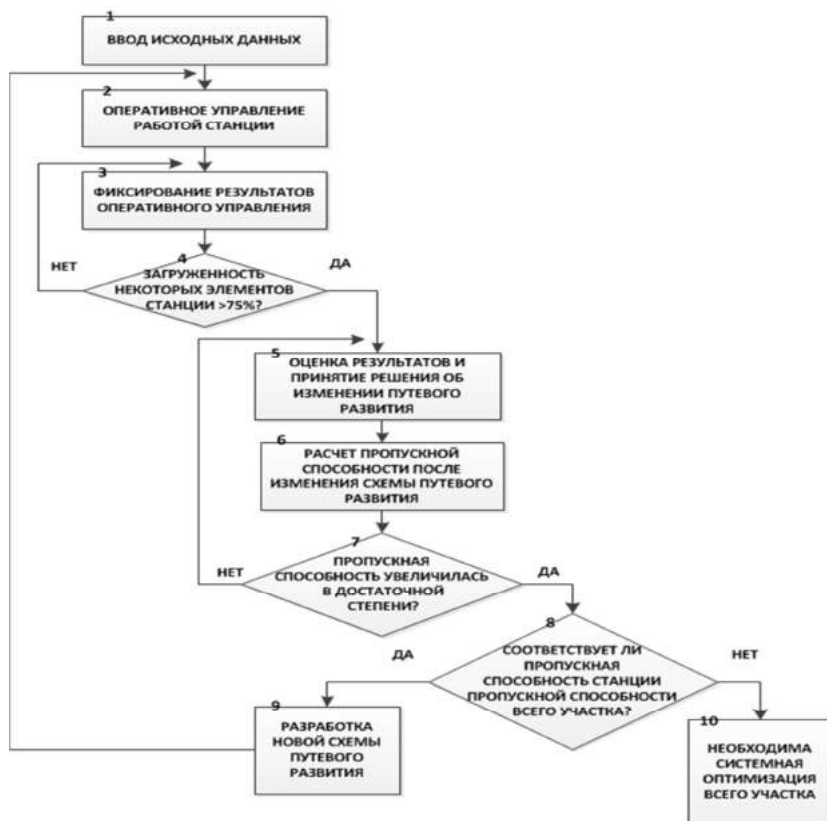 1
ВВОД ИСХОДНЫХ ДАННЫХ
2
ОПЕРАТИВНОЕ УПРАВЛЕНИЕ
РАБОТОЙ СТАНЦИИ
3
ФИКСИРОВАНИЕ РЕЗУЛЬТАТОВ
ОПЕРАТИВНОГО УПРАВЛЕНИЯ
4
НЕТ
ДА
ЗАГРУЖЕННОСТЬ
НЕКОТОРЫХ ЭЛЕМЕНТОВ
СТАНЦИИ >75%?
5
ОЦЕНКА РЕЗУЛЬТАТОВ И
ПРИНЯТИЕ РЕШЕНИЯ ОБ
ИЗМЕНЕНИИ ПУТЕВОГО
РАЗВИТИЯ
6
РАСЧЕТ ПРОПУСКНОЙ
СПОСОБНОСТИ ПОСЛЕ
ИЗМЕНЕНИЯ СХЕМЫ ПУТЕВОГО
РАЗВИТИЯ
7
ПРОПУСКНАЯ
СПОСОБНОСТЬ УВЕЛИЧИЛАСЬ
В ДОСТАТОЧНОЙ
СТЕПЕНИ?
НЕТ
ДА
8
ДА
НЕТ
СООТВЕТСТВУЕТ ЛИ
ПРОПУСКНАЯ
СПОСОБНОСТЬ СТАНЦИИ
ПРОПУСКНОЙ СПОСОБНОСТИ
ВСЕГО УЧАСТКА?
9
РАЗРАБОТКА
НОВОЙ СХЕМЫ
ПУТЕВОГО
РАЗВИТИЯ
10
НЕОБХОДИМА
СИСТЕМНАЯ
ОПТИМИЗАЦИЯ
ВСЕГО УЧАСТКА